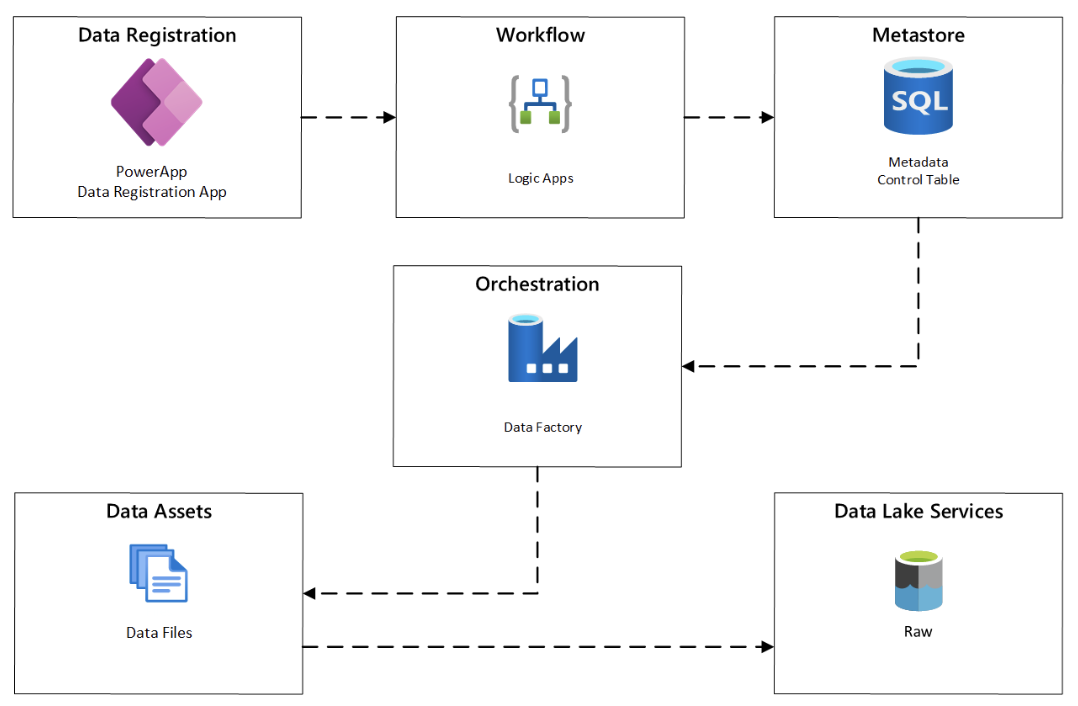 Data Registration
PowerApp
Data Registration App
Workflow
Logic Apps
Metastore
SQL
Metadata
Control Table
Orchestration
Data Factory
Data Assets
Data Files
Data Lake Services
Raw